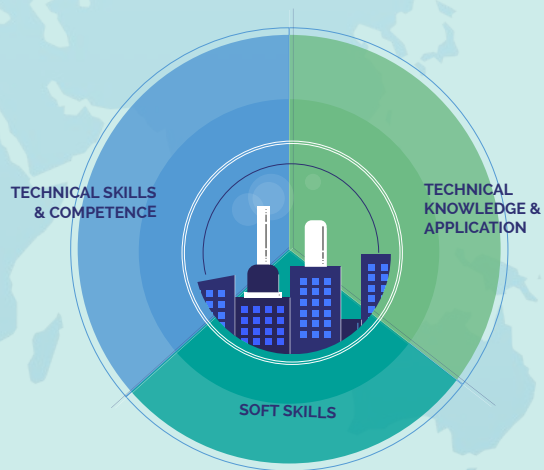 TECHNICAL SKILLS
& COMPETENCE
TECHNICAL
KNOWLEDGE &
APPLICATION
SOFT SKILLS